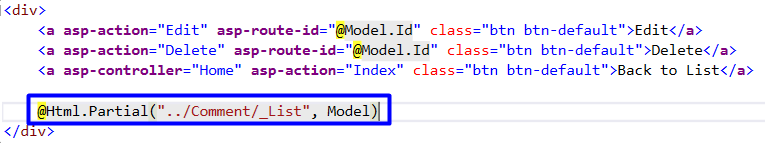 <div>
<a asp-action="Edit" asp-route-id="@Model.Id" class="btn btn-default">Edit</a>
<a asp-action="Delete" asp-route-id="@Model.Id" class="btn btn-default">Delete</a>
<a asp-controller="Home" asp-action="Index" class="btn btn-default">Back to List</a>
@Html.Partial("../Comment/_List", Model)
</div>